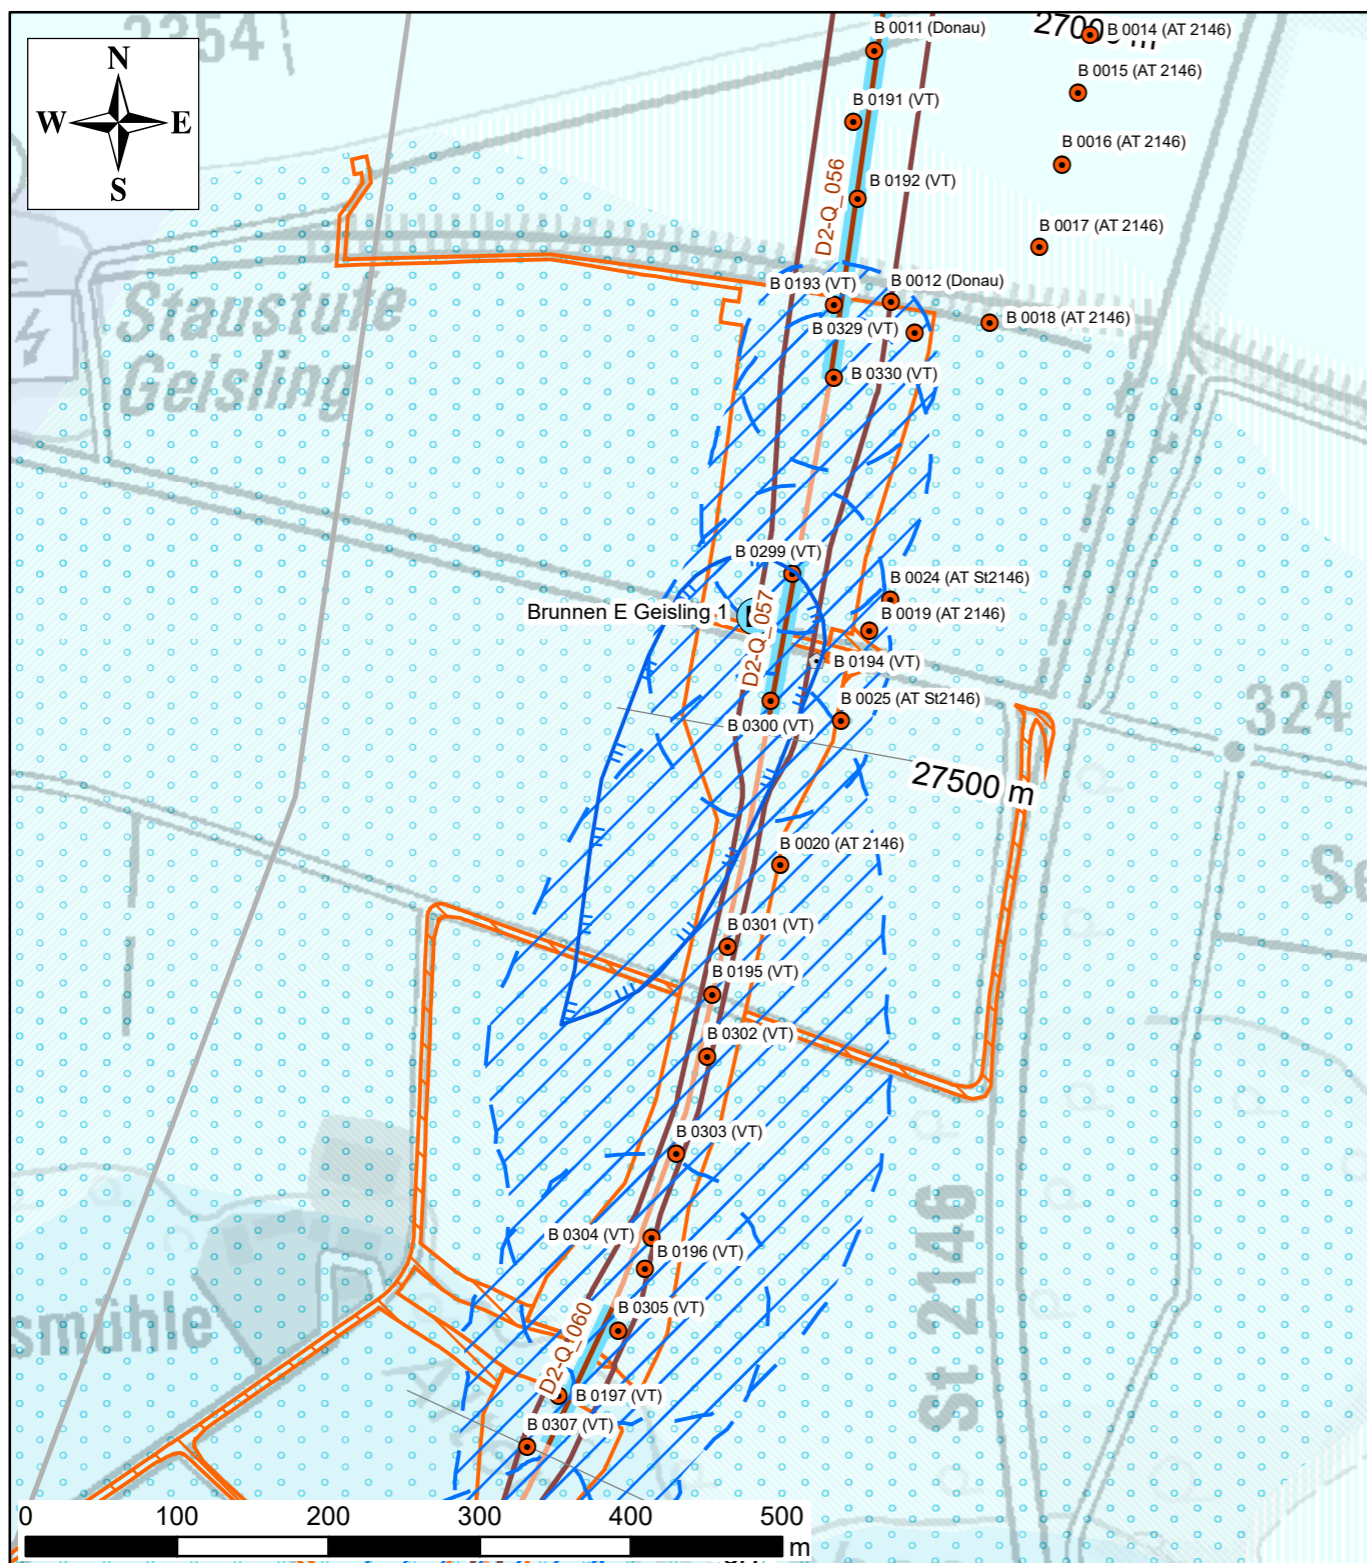 2354
N
W E
S
B 0011 (Donau)
27000 m
B 0014 (AT 2146)
B 0015 (AT 2146)
B 0191 (VT)
B 0016 (AT 2146)
B 0192 (VT)
D2-Q_056
B 0017 (AT 2146)
B 0193 (VT)
B 0012 (Donau)
Staustufe
Geisling
B 0329 (VT)
B 0018 (AT 2146)
B 0330 (VT)
B 0299 (VT)
B 0024 (AT St2146)
Brunnen E Geisling 1
B 0019 (AT 2146)
D2-Q_057
B 0194 (VT)
B 0025 (AT St2146)
B 0300 (VT)
324
27500 m
B 0020 (AT 2146)
Se
B 0301 (VT)
B 0195 (VT)
B 0302 (VT)
B 0303 (VT)
St 2146
B 0304 (VT)
B 0196 (VT)
smühle
B 0305 (VT)
D2-Q_060
B 0197 (VT)
B 0307 (VT)
0 100 200 300 400 500
m